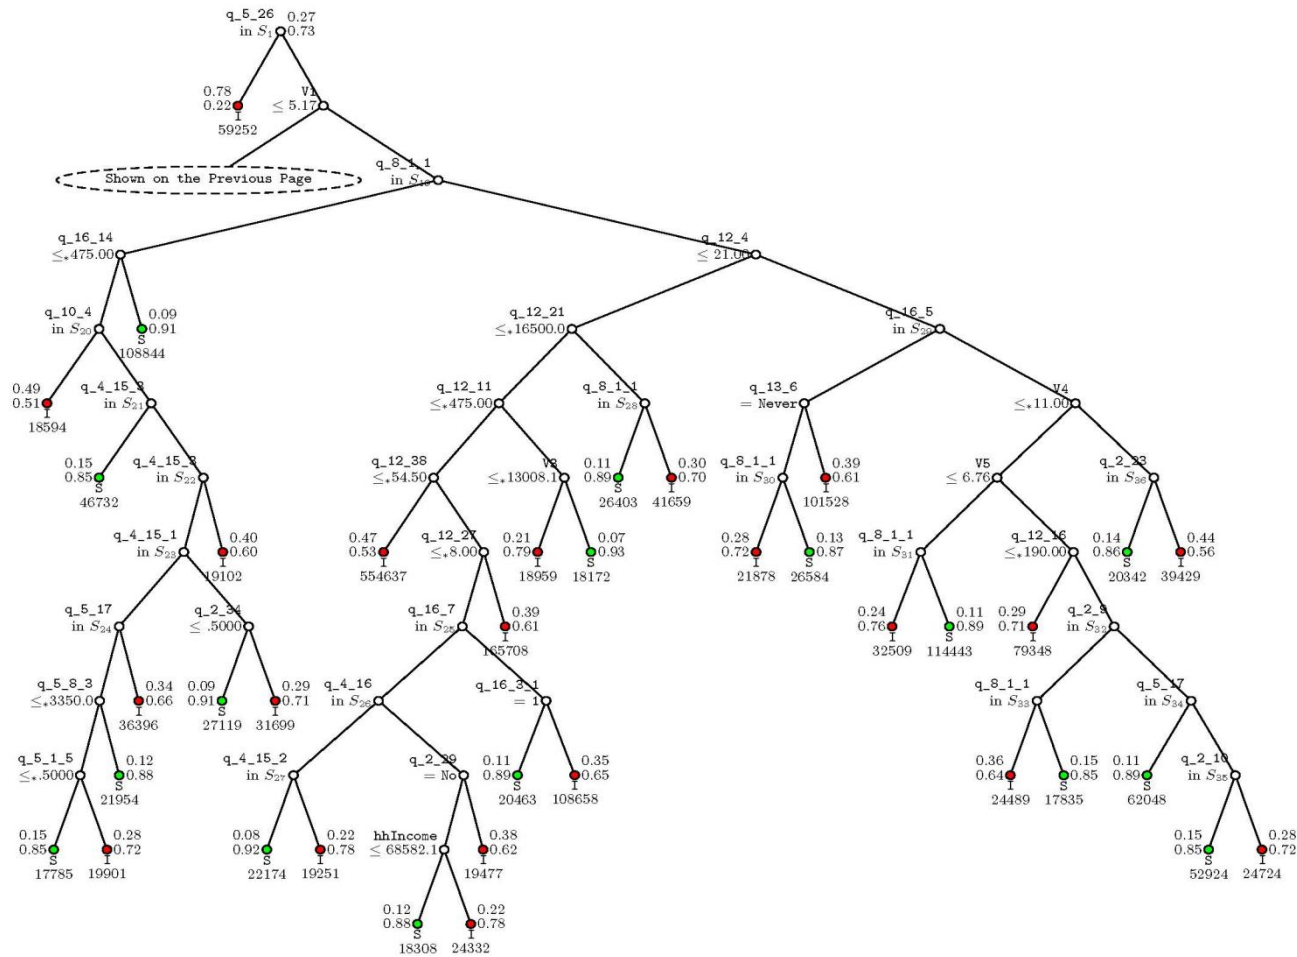 q_5_26 0.27
in S₁ 0.73
0.78 V1
0.22 ≤ 5.17
I
59252
Shown on the Previous Page
q_8_1_1
in S₁₉
q_16_14 q_12_4
≤*475.00 ≤ 21.00
q_10_4 0.09 q_12_21 q_16_5
in S₂₀ 0.91 ≤*16500.0 in S₂₉
S
108844
0.49 q_4_15_3 q_12_11 q_8_1_1 q_13_6 V4
0.51 in S₂₁ ≤*475.00 in S₂₈ = Never ≤*11.00
I
18594
0.15 q_4_15_3 q_12_38 V3 0.11 0.30 q_8_1_1 0.39 V5 q_2_23
0.85 in S₂₂ ≤*54.50 ≤*13008.1 0.89 0.70 in S₃₀ 0.61 ≤ 6.76 in S₃₆
S S I I
46732 26403 41659 101528
q_4_15_1 0.40 0.47 q_12_27 0.21 0.07 0.28 0.13 q_8_1_1 q_12_16 0.14 0.44
in S₂₃ 0.60 0.53 ≤*8.00 0.79 0.93 0.72 0.87 in S₃₁ ≤*190.00 0.86 0.56
I I I S I S S I
19102 554637 18959 18172 21878 26584 20342 39429
q_5_17 q_2_34 q_16_7 0.39 0.24 0.11 0.29 q_2_9
in S₂₄ ≤ .5000 in S₂₅ 0.61 0.76 0.89 0.71 in S₃₂
I I S I
165708 32509 114443 79348
q_5_8_3 0.34 0.09 0.29 q_4_16 q_16_3_1 q_8_1_1 q_5_17
≤*3350.0 0.66 0.91 0.71 in S₂₆ = 1 in S₃₃ in S₃₄
I S I
36396 27119 31699
q_5_1_5 0.12 q_4_15_2 q_2_29 0.11 0.35 0.36 0.15 0.11 q_2_10
≤*.5000 0.88 in S₂₇ = No 0.89 0.65 0.64 0.85 0.89 in S₃₅
S S I I S S
21954 20463 108658 24489 17835 62048
0.15 0.28 0.08 0.22 hhIncome 0.38 0.15 0.28
0.85 0.72 0.92 0.78 ≤ 68582.1 0.62 0.85 0.72
S I S I I S I
17785 19901 22174 19251 19477 52924 24724
0.12 0.22
0.88 0.78
S I
18308 24332